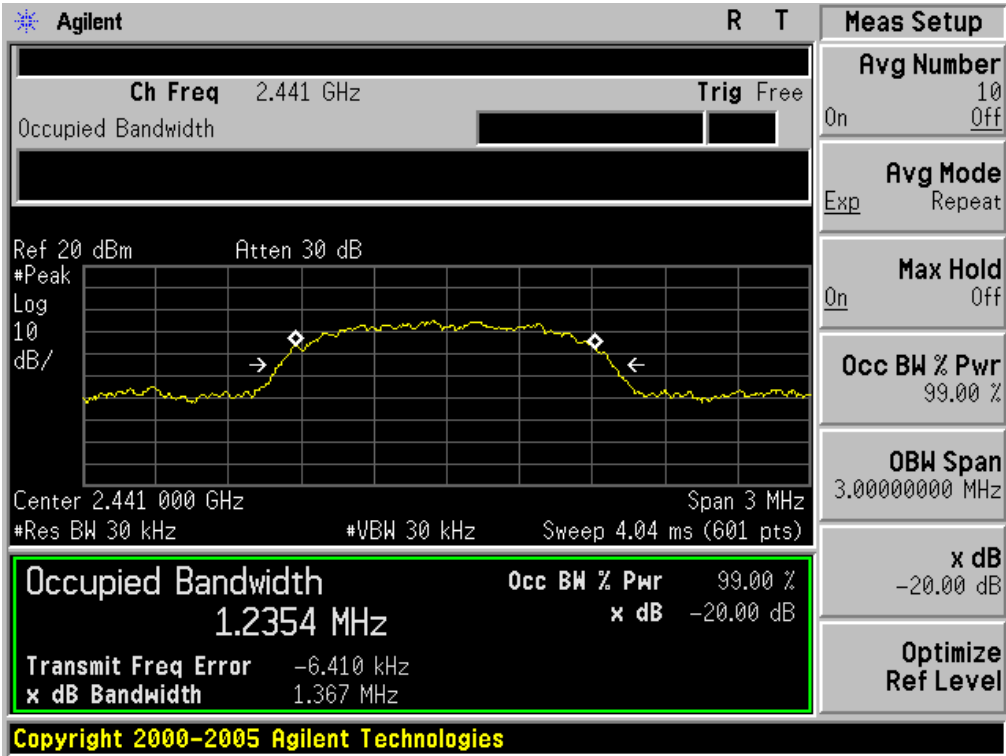 Agilent R T
Meas Setup
Ch Freq 2.441 GHz Trig Free
Occupied Bandwidth
Ref 20 dBm Atten 30 dB
#Peak
Log
10
dB/
Center 2.441 000 GHz Span 3 MHz
#Res BW 30 kHz #VBW 30 kHz Sweep 4.04 ms (601 pts)
Occupied Bandwidth
1.2354 MHz
Occ BW % Pwr 99.00 %
x dB -20.00 dB
Transmit Freq Error -6.410 kHz
x dB Bandwidth 1.367 MHz
Avg Number
10
On Off
Avg Mode
Exp Repeat
Max Hold
On Off
Occ BW % Pwr
99.00 %
OBW Span
3.00000000 MHz
x dB
-20.00 dB
Optimize
Ref Level
Copyright 2000-2005 Agilent Technologies